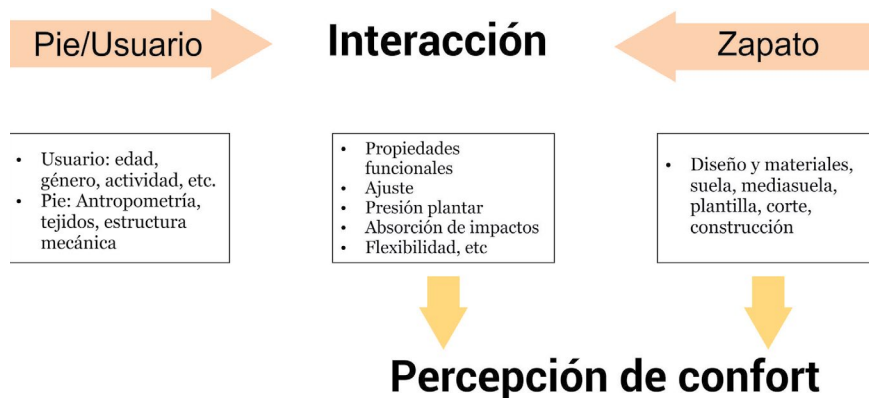 Pie/Usuario
Interacción
Zapato
• Usuario: edad,
género, actividad, etc.
• Pie: Antropometría,
tejidos, estructura
mecánica
• Propiedades
funcionales
• Ajuste
• Presión plantar
• Absorción de impactos
• Flexibilidad, etc
• Diseño y materiales,
suela, mediasuela,
plantilla, corte,
construcción
Percepción de confort